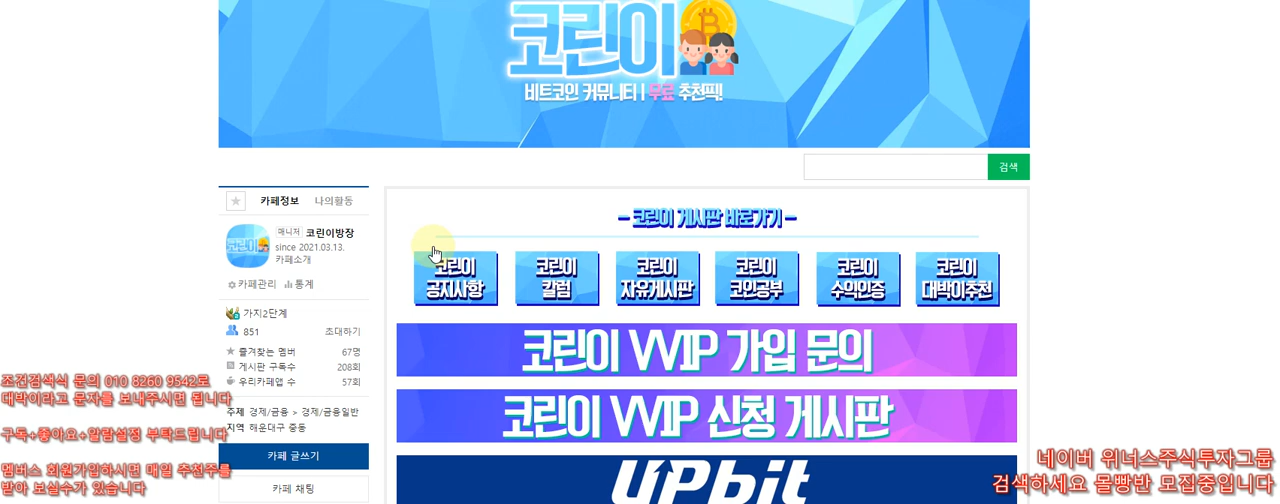 코린이
비트코인 커뮤니티 | 무료 추천픽!
검색
카페정보 나의활동
매니저 코린이방장
since 2021.03.13.
카페소개
카페관리 통계
가지2단계
851 초대하기
즐겨찾는 멤버 67명
게시판 구독수 208회
우리카페앱 수 57회
주제 경제/금융 > 경제/금융일반
지역 해운대구 중동
카페 글쓰기
카페 채팅
- 코린이 게시판 바로가기 -
코린이 공지사항
코린이 칼럼
코린이 자유게시판
코린이 코인공부
코린이 수익인증
코린이 대박이추천
코린이 VVIP 가입 문의
코린이 VVIP 신청 게시판
UPbit
조건검색식 문의 010 8260 9542로
대박이라고 문자를 보내주시면 됩니다
구독+좋아요+알람설정 부탁드립니다
멤버스 회원가입하시면 매일 추천주를
받아 보실수가 있습니다
네이버 위너스주식투자그룹
검색하세요 몰빵반 모집중입니다